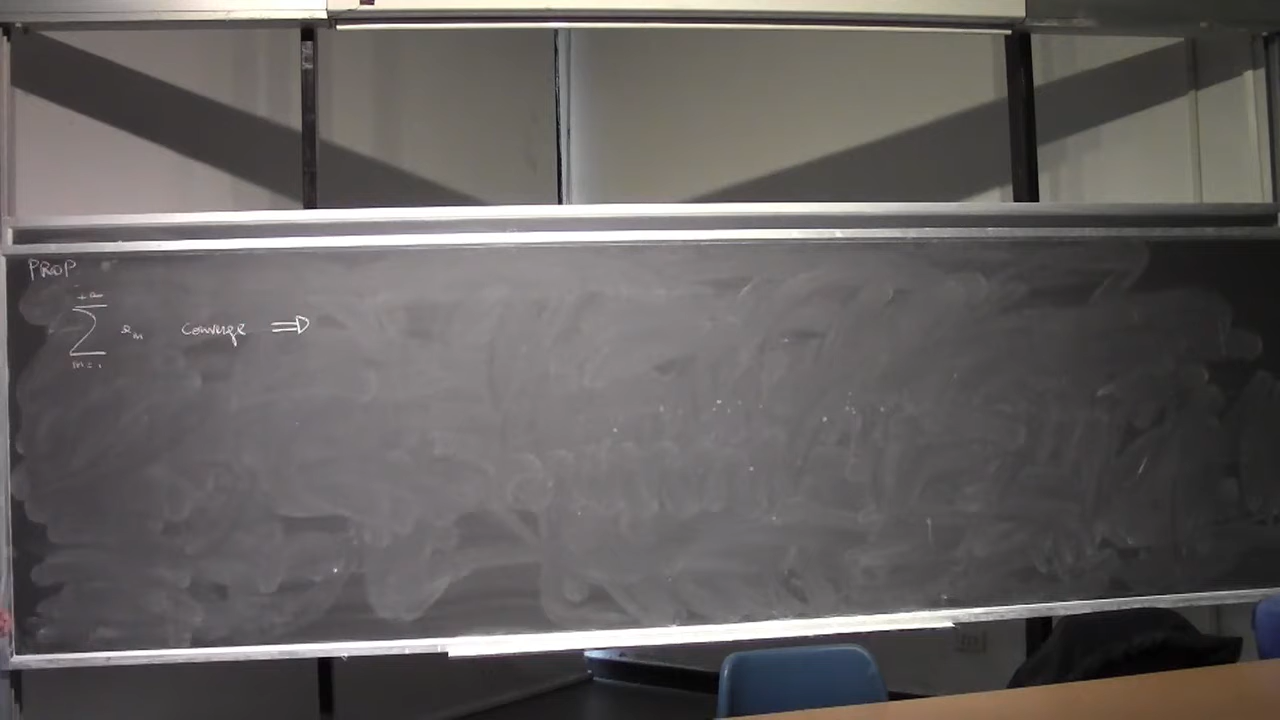 PROP
+∞
∑ a_n converge ⇒
n=1